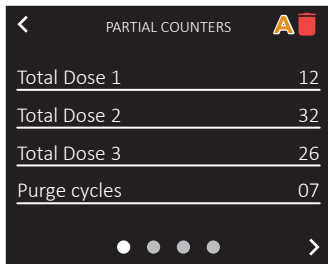 PARTIAL COUNTERS A
Total Dose 1 12
Total Dose 2 32
Total Dose 3 26
Purge cycles 07